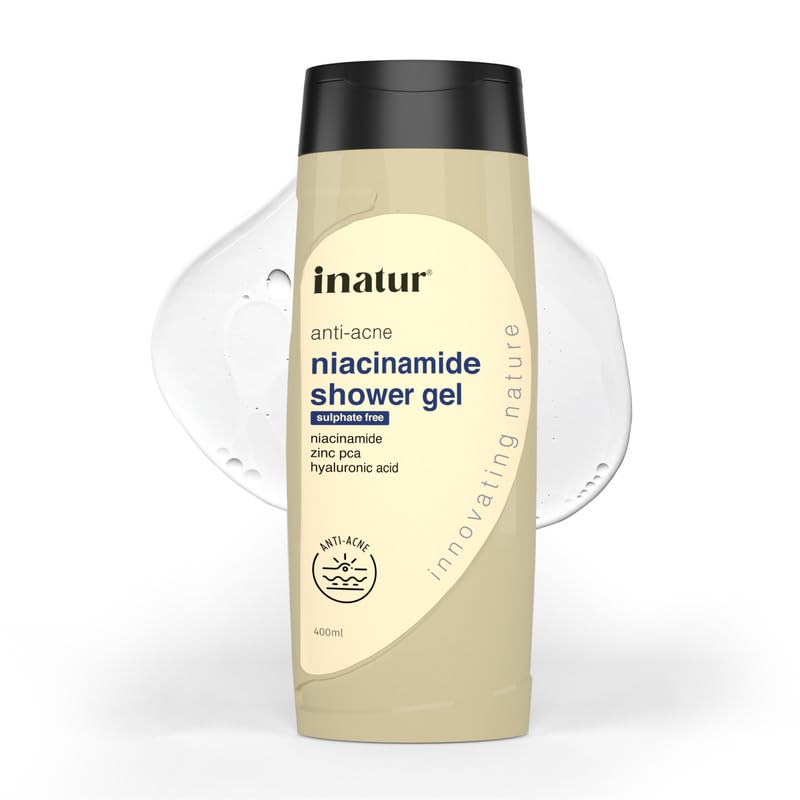 inatur®
anti-acne
niacinamide
shower gel
sulphate free
niacinamide
zinc pca
hyaluronic acid
innovating nature
ANTI-ACNE
400ml